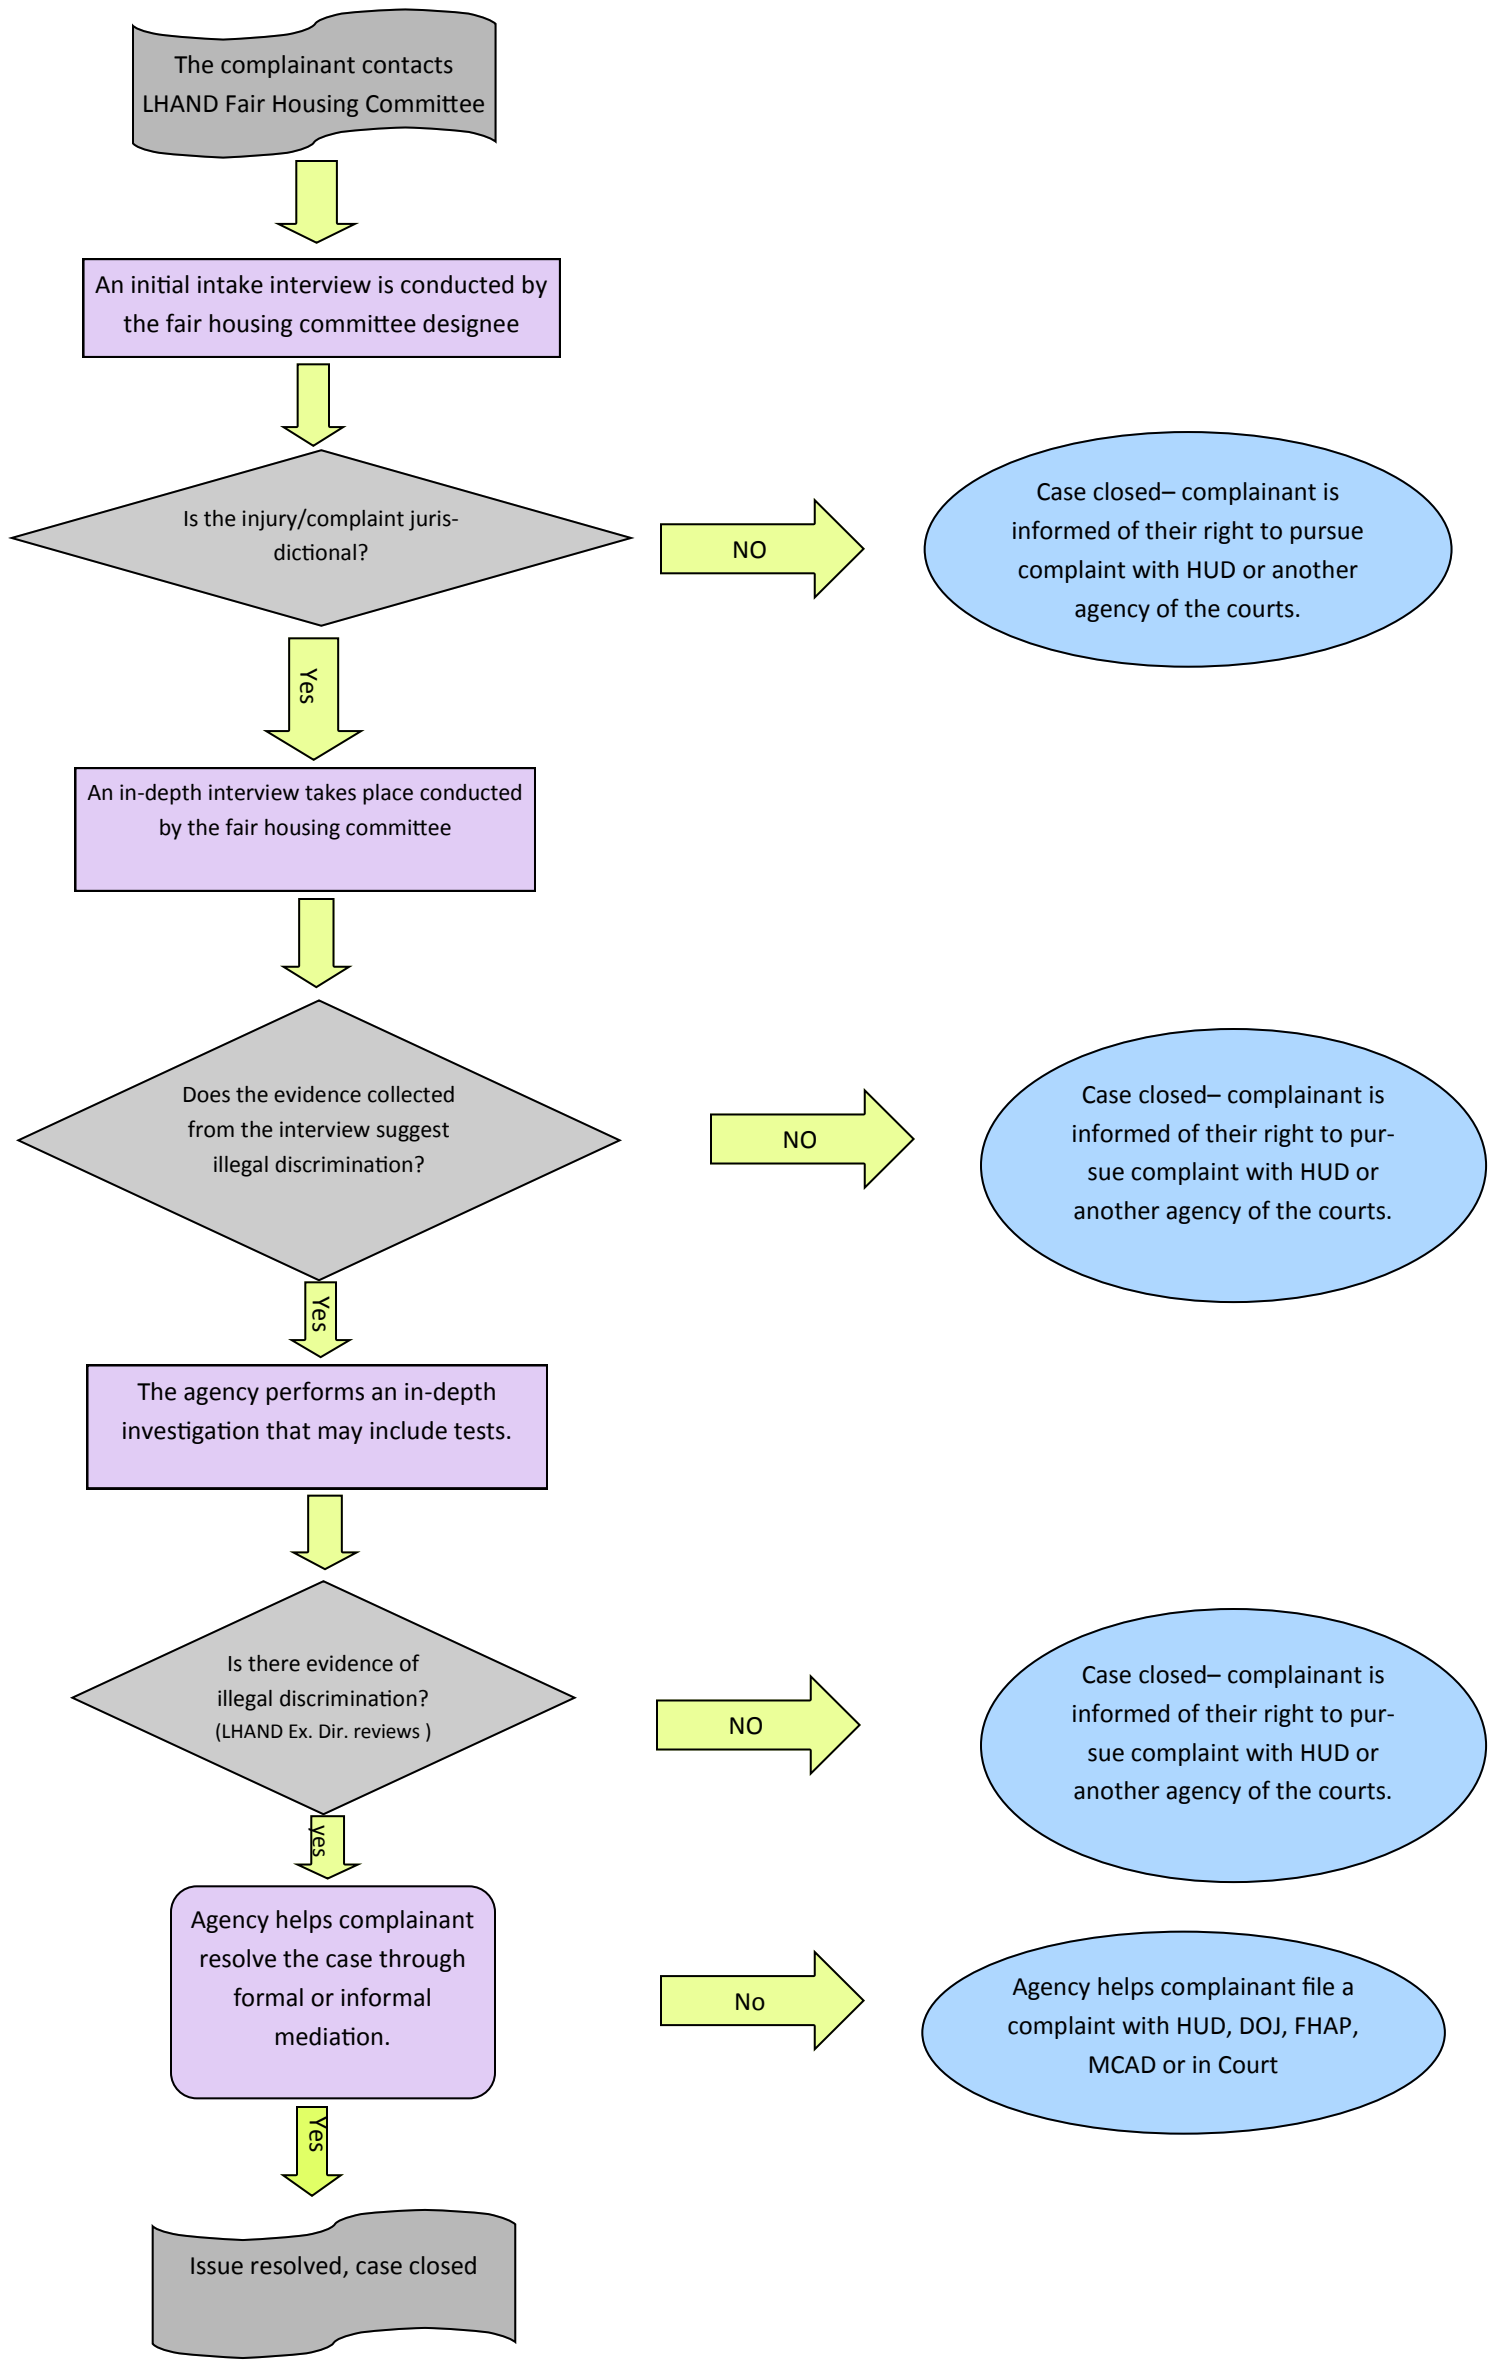 The complainant contacts
LHAND Fair Housing Committee
An initial intake interview is conducted by
the fair housing committee designee
Is the injury/complaint juris-
dictional?
NO
Case closed– complainant is
informed of their right to pursue
complaint with HUD or another
agency of the courts.
Yes
An in-depth interview takes place conducted
by the fair housing committee
Does the evidence collected
from the interview suggest
illegal discrimination?
NO
Case closed– complainant is
informed of their right to pur-
sue complaint with HUD or
another agency of the courts.
Yes
The agency performs an in-depth
investigation that may include tests.
Is there evidence of
illegal discrimination?
(LHAND Ex. Dir. reviews )
NO
Case closed– complainant is
informed of their right to pur-
sue complaint with HUD or
another agency of the courts.
yes
Agency helps complainant
resolve the case through
formal or informal
mediation.
No
Agency helps complainant file a
complaint with HUD, DOJ, FHAP,
MCAD or in Court
Yes
Issue resolved, case closed